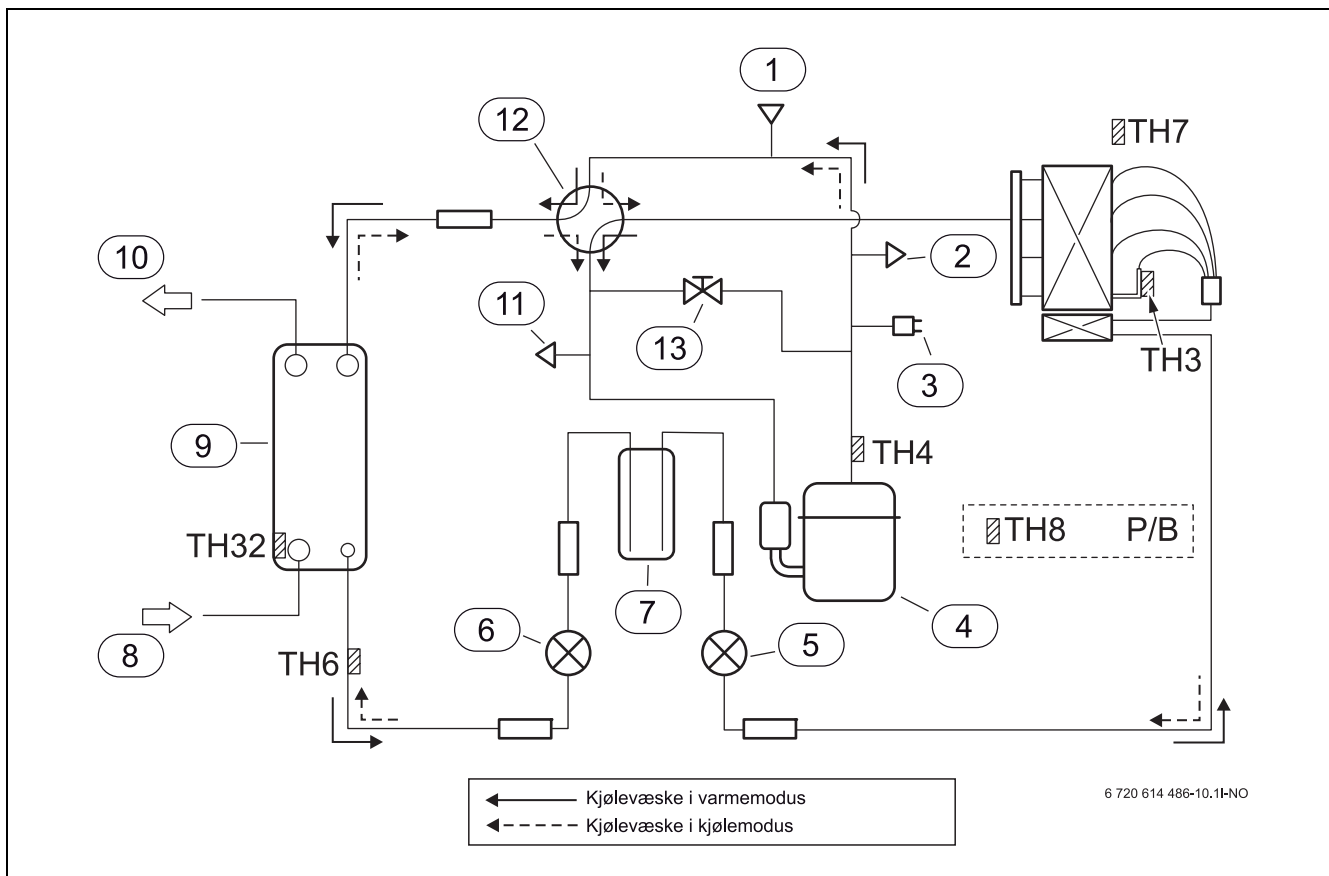 1
12
TH7
10
2
11
13
3
TH3
9
TH4
TH32
TH8 P/B
7
4
6
5
8
TH6
Kjølevæske i varmemodus
Kjølevæske i kjølemodus
6 720 614 486-10.1I-NO